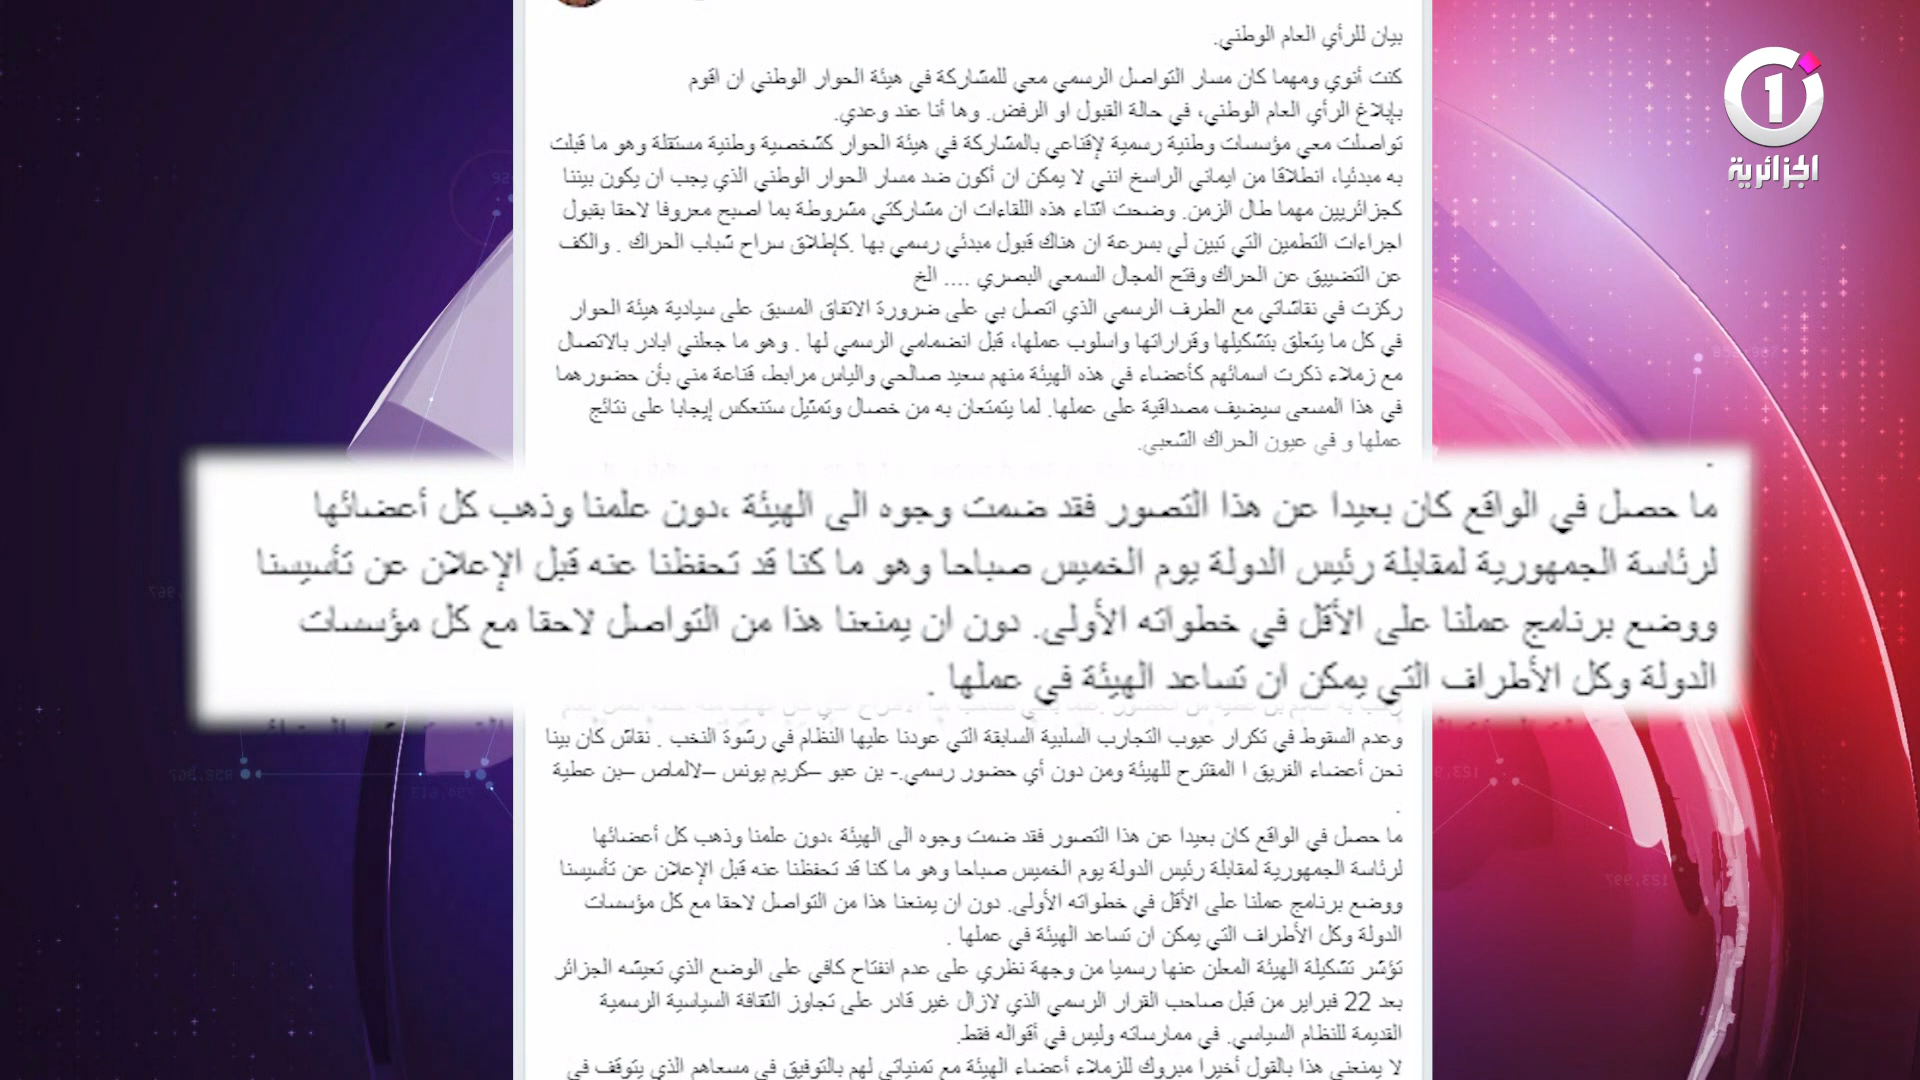 بيان للرأي العام الوطني.
كنت أنوي ومهما كان مسار التواصل الرسمي معي للمشاركة في هيئة الحوار الوطني ان اقوم
بإبلاغ الرأي العام الوطني، في حالة القبول او الرفض. وها أنا عند وعدي.
تواصلت معي مؤسسات وطنية رسمية لإقناعي بالمشاركة في هيئة الحوار كشخصية وطنية مستقلة وهو ما قبلت
به مبدئيا، انطلاقا من ايماني الراسخ انني لا يمكن ان أكون ضد مسار الحوار الوطني الذي يجب ان يكون بيننا
كجزائريين مهما طال الزمن. وضحت اثناء هذه اللقاءات ان مشاركتي مشروطة بما اصبح معروفا لاحقا بقبول
اجراءات التطمين التي تبين لي بسرعة ان هناك قبول مبدئي رسمي بها .كإطلاق سراح شباب الحراك . والكف
عن التضييق عن الحراك وفتح المجال السمعي البصري .... الخ
ركزت في نقاشاتي مع الطرف الرسمي الذي اتصل بي على ضرورة الاتفاق المسبق على سيادية هيئة الحوار
في كل ما يتعلق بتشكيلها وقراراتها واسلوب عملها، قبل انضمامي الرسمي لها . وهو ما جعلني ابادر بالاتصال
مع زملاء ذكرت اسمائهم كأعضاء في هذه الهيئة منهم سعيد صالحي والياس مرابط، قناعة مني بأن حضورهما
في هذا المسعى سيضيف مصداقية على عملها. لما يتمتعان به من خصال وتمثيل ستنعكس إيجابا على نتائج
عملها و في عيون الحراك الشعبي.
ما حصل في الواقع كان بعيدا عن هذا التصور فقد ضمت وجوه الى الهيئة ،دون علمنا وذهب كل أعضائها
لرئاسة الجمهورية لمقابلة رئيس الدولة يوم الخميس صباحا وهو ما كنا قد تحفظنا عنه قبل الإعلان عن تأسيسنا
ووضع برنامج عملنا على الأقل في خطواته الأولى. دون ان يمنعنا هذا من التواصل لاحقا مع كل مؤسسات
الدولة وكل الأطراف التي يمكن ان تساعد الهيئة في عملها .
وعدم السقوط في تكرار عيوب التجارب السلبية السابقة التي عودنا عليها النظام في رشوة النخب . نقاش كان بيننا
نحن أعضاء الفريق ا المقترح للهيئة ومن دون أي حضور رسمي.- بن عبو –كريم يونس –لالماص –بن عطية
.
ما حصل في الواقع كان بعيدا عن هذا التصور فقد ضمت وجوه الى الهيئة ،دون علمنا وذهب كل أعضائها
لرئاسة الجمهورية لمقابلة رئيس الدولة يوم الخميس صباحا وهو ما كنا قد تحفظنا عنه قبل الإعلان عن تأسيسنا
ووضع برنامج عملنا على الأقل في خطواته الأولى. دون ان يمنعنا هذا من التواصل لاحقا مع كل مؤسسات
الدولة وكل الأطراف التي يمكن ان تساعد الهيئة في عملها .
تؤشر تشكيلة الهيئة المعلن عنها رسميا من وجهة نظري على عدم انفتاح كافي على الوضع الذي تعيشه الجزائر
بعد 22 فبراير من قبل صاحب القرار الرسمي الذي لازال غير قادر على تجاوز الثقافة السياسية الرسمية
القديمة للنظام السياسي. في ممارساته وليس في أقواله فقط.
لا يمنعني هذا بالقول أخيرا مبروك للزملاء أعضاء الهيئة مع تمنياتي لهم بالتوفيق في مسعاهم الذي يتوقف في
1
الجزائرية